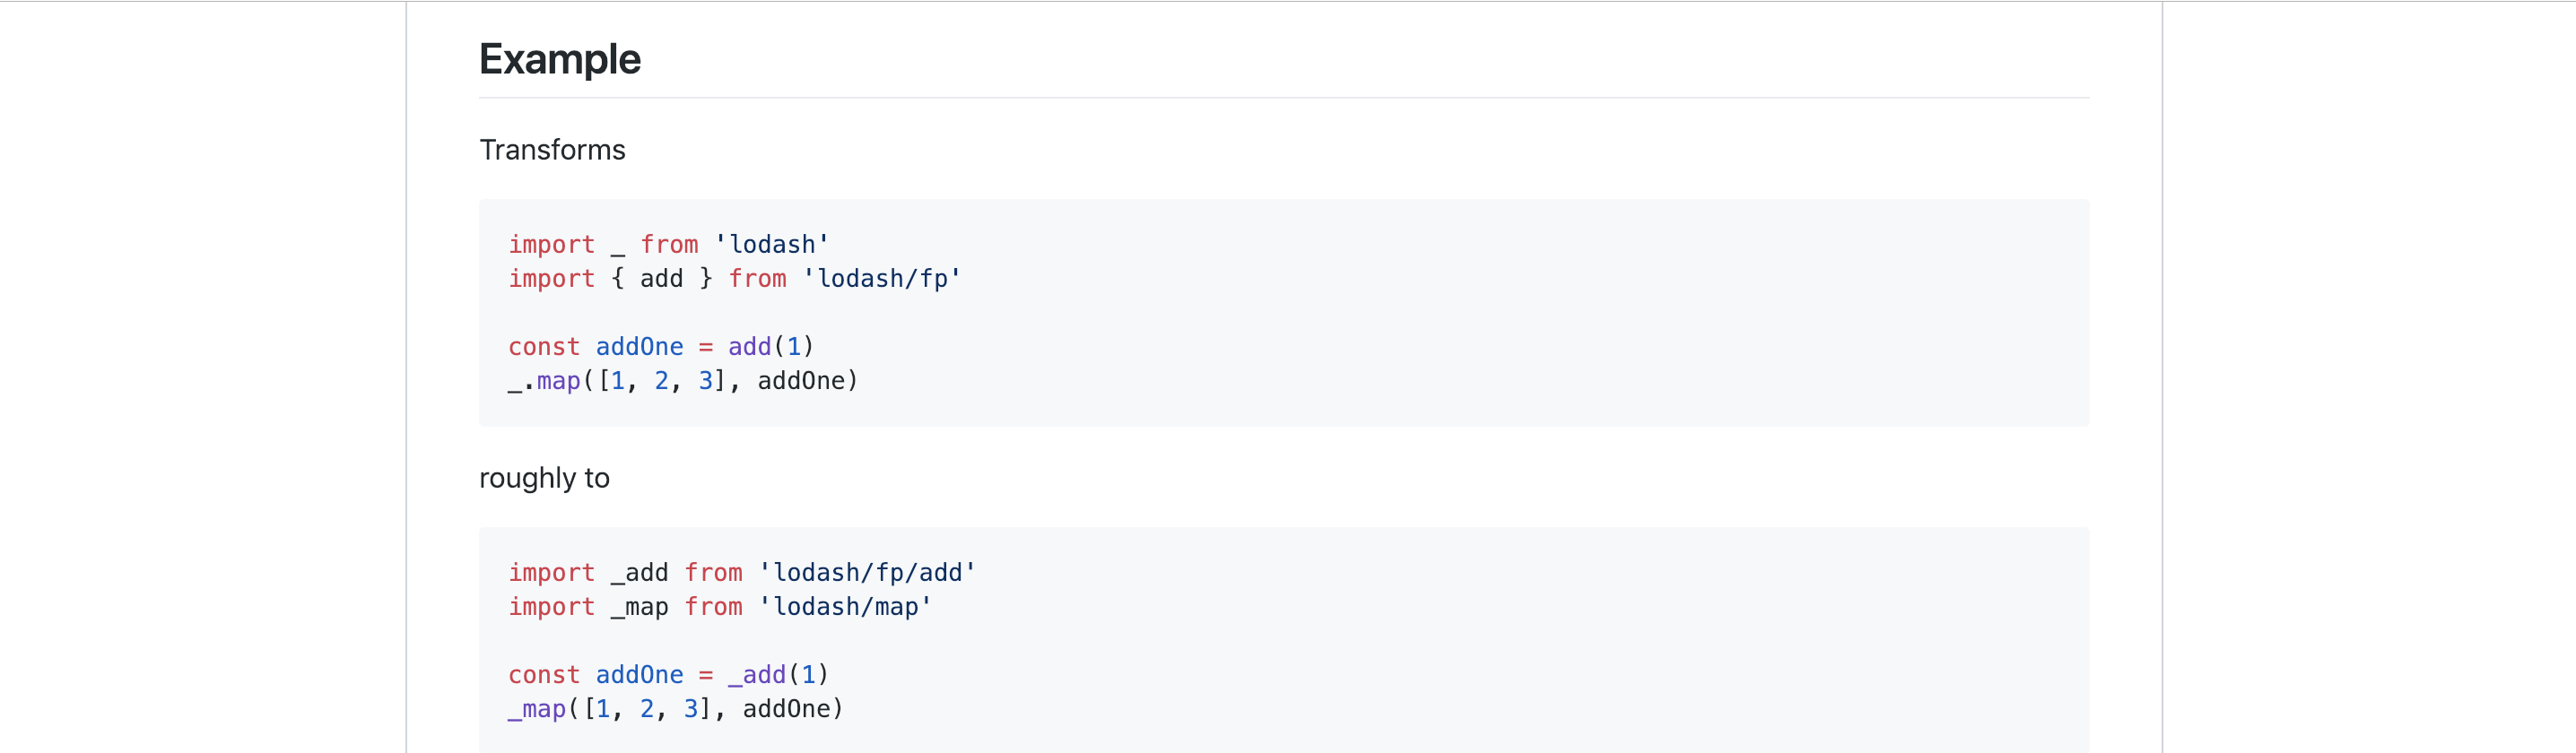 Example
Transforms
import _ from 'lodash'
import { add } from 'lodash/fp'
const addOne = add(1)
_.map([1, 2, 3], addOne)
roughly to
import _add from 'lodash/fp/add'
import _map from 'lodash/map'
const addOne = _add(1)
_map([1, 2, 3], addOne)